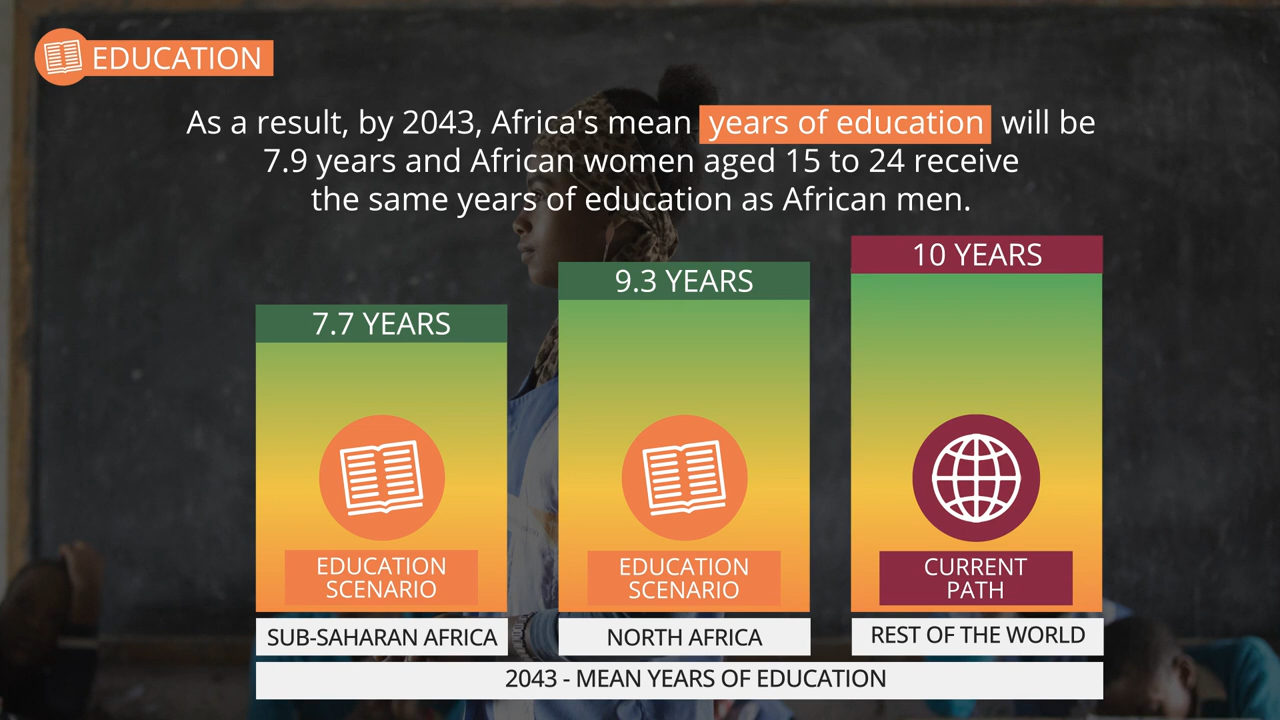 EDUCATION
As a result, by 2043, Africa's mean years of education will be
7.9 years and African women aged 15 to 24 receive
the same years of education as African men.
7.7 YEARS
9.3 YEARS
10 YEARS
EDUCATION
SCENARIO
EDUCATION
SCENARIO
CURRENT
PATH
SUB-SAHARAN AFRICA
NORTH AFRICA
REST OF THE WORLD
2043 - MEAN YEARS OF EDUCATION